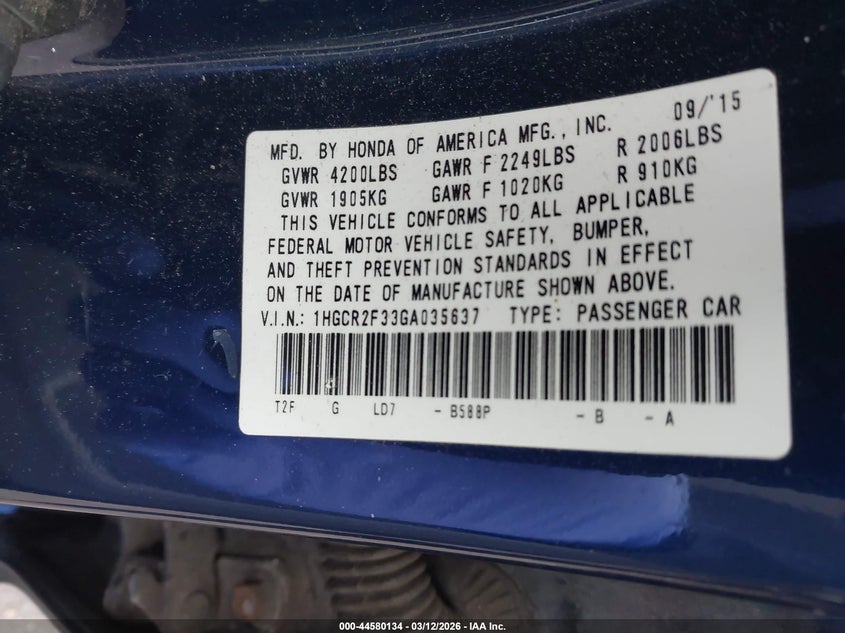 09/'15
MFD. BY HONDA OF AMERICA MFG., INC.
GVWR 4200LBS GAWR F 2249LBS R 2006LBS
GVWR 1905KG GAWR F 1020KG R 910KG
THIS VEHICLE CONFORMS TO ALL APPLICABLE
FEDERAL MOTOR VEHICLE SAFETY, BUMPER,
AND THEFT PREVENTION STANDARDS IN EFFECT
ON THE DATE OF MANUFACTURE SHOWN ABOVE.
V.I.N.: 1HGCR2F33GA035637 TYPE: PASSENGER CAR
T2F G LD7 - B588P - B - A
000-44580134 - 03/12/2026 - IAA Inc.